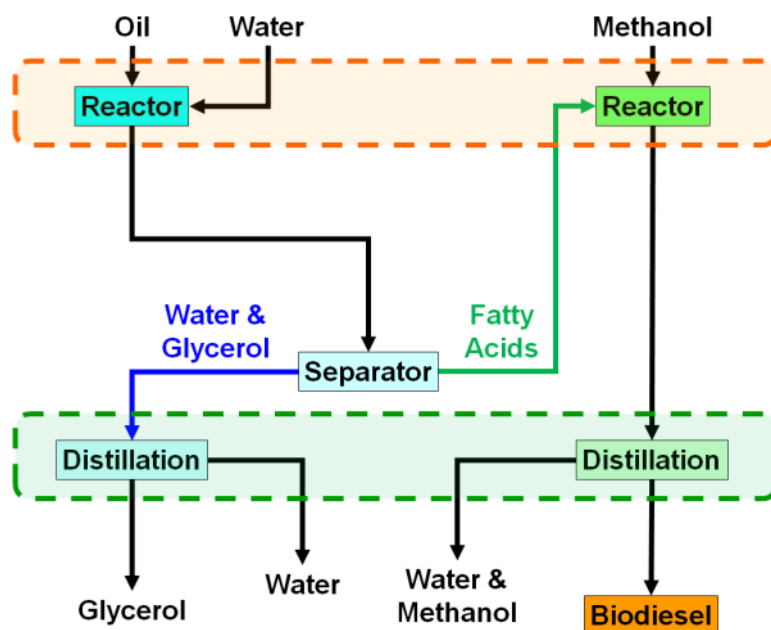 Oil
Water
Methanol
Reactor
Reactor
Water &
Glycerol
Fatty
Acids
Separator
Distillation
Distillation
Glycerol
Water
Water &
Methanol
Biodiesel